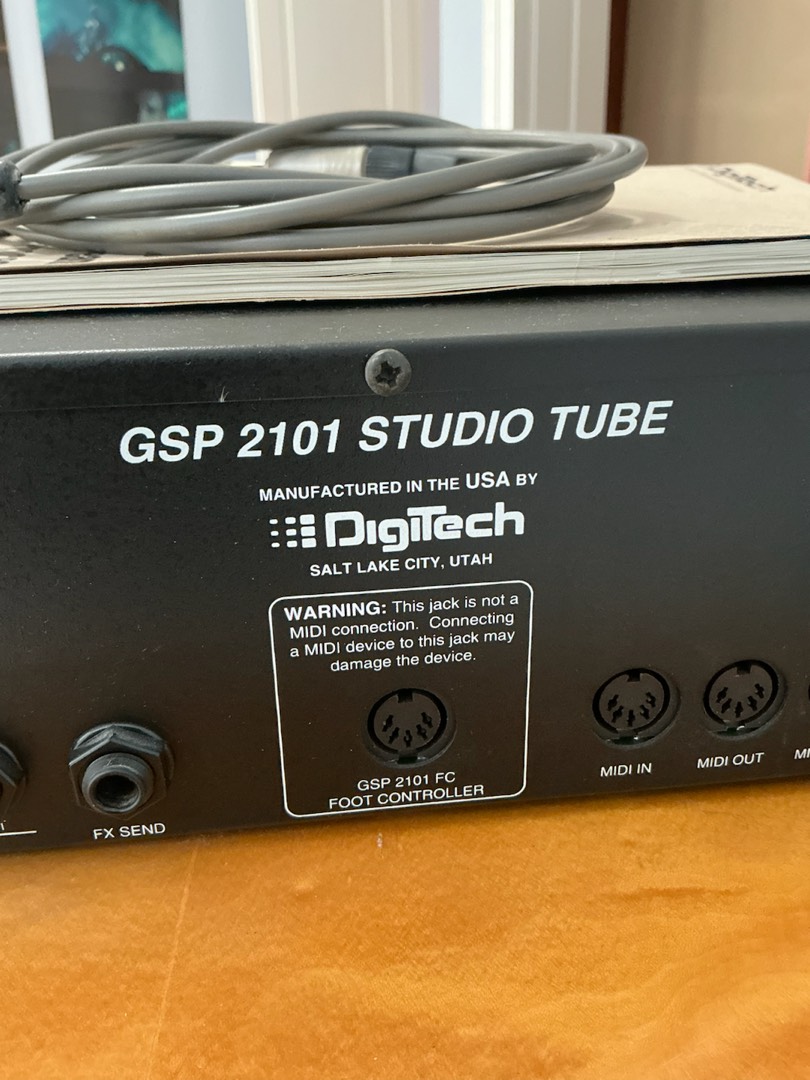 DigiTech
GSP 2101 STUDIO TUBE
MANUFACTURED IN THE USA BY
DigiTech
SALT LAKE CITY, UTAH
WARNING: This jack is not a
MIDI connection. Connecting
a MIDI device to this jack may
damage the device.
GSP 2101 FC
FOOT CONTROLLER
FX SEND
MIDI IN
MIDI OUT